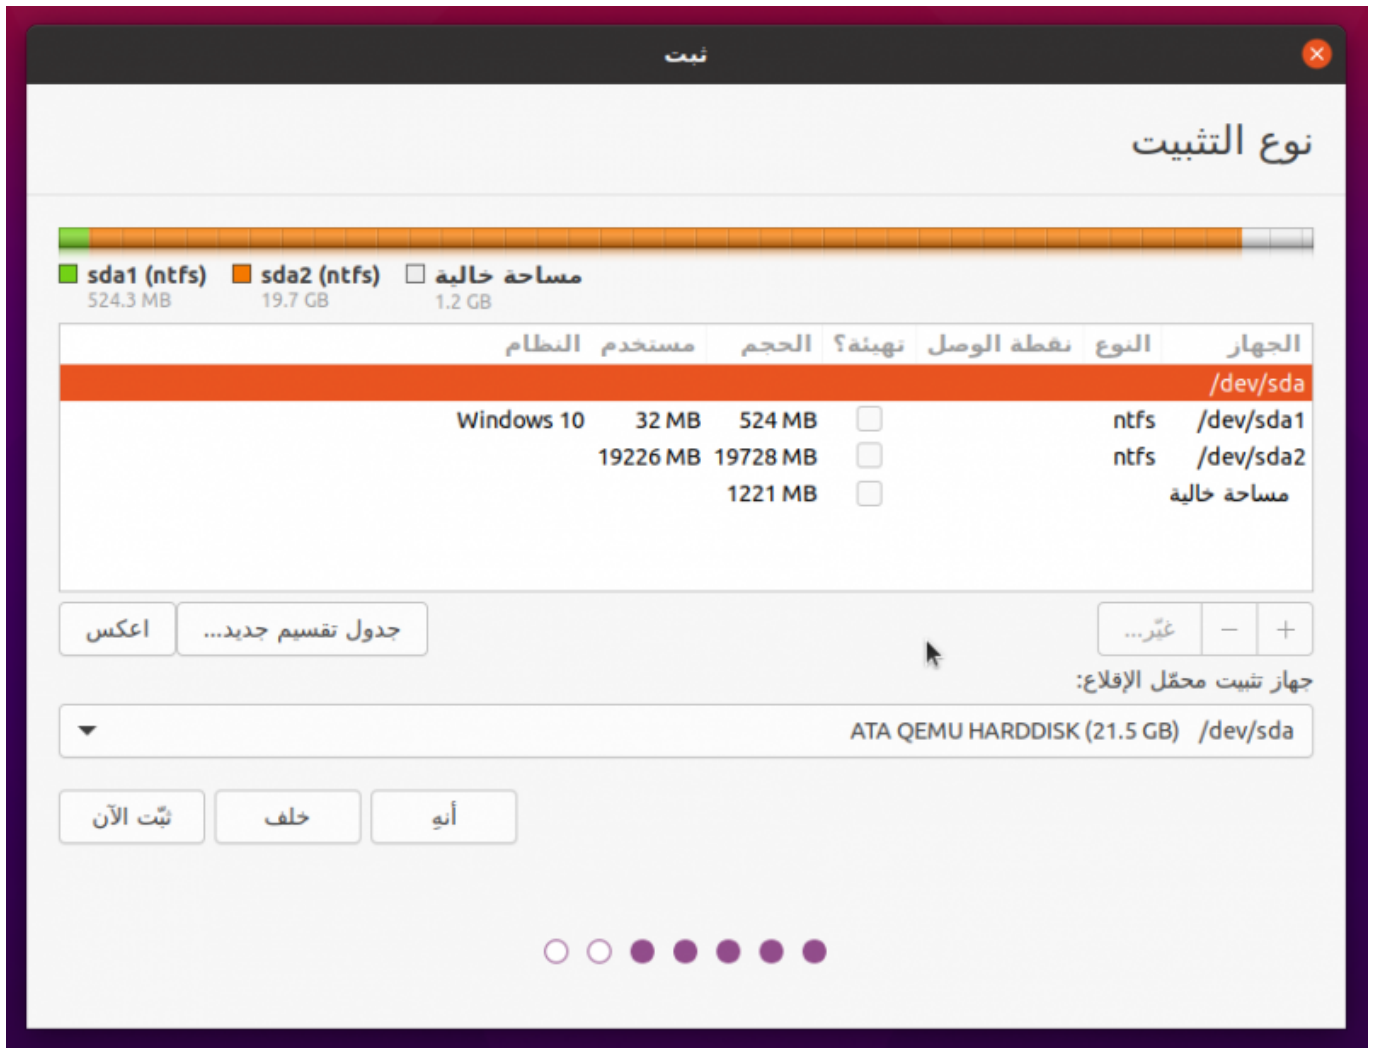 ثبت
نوع التثبيت
sda1 (ntfs) sda2 (ntfs) مساحة خالية
524.3 MB 19.7 GB 1.2 GB
الجهاز النوع نقطة الوصل تهيئة؟ الحجم مستخدم النظام
/dev/sda
/dev/sda1 ntfs 524 MB 32 MB Windows 10
/dev/sda2 ntfs 19728 MB 19226 MB
مساحة خالية 1221 MB
+ − غيّر... جدول تقسيم جديد... اعكس
جهاز تثبيت محمّل الإقلاع:
/dev/sda ATA QEMU HARDDISK (21.5 GB)
أنهِ خلف ثبّت الآن